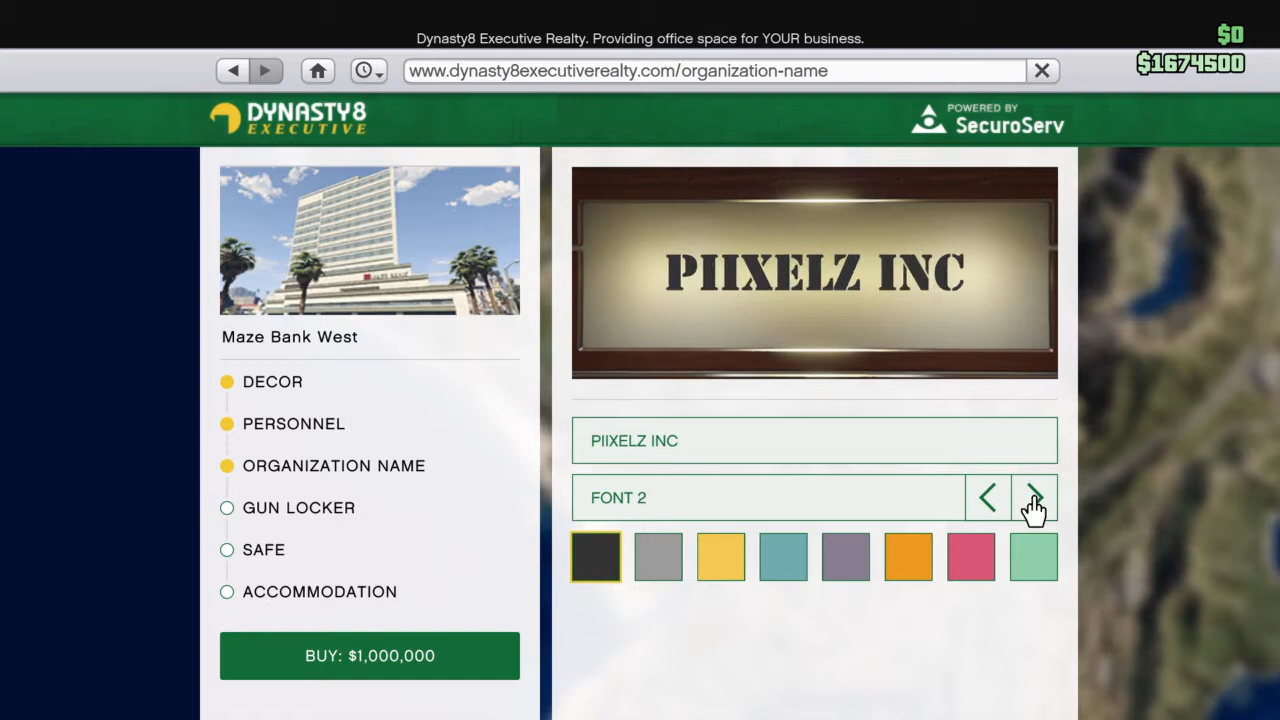 Dynasty8 Executive Realty. Providing office space for YOUR business.
$0
$1674500
www.dynasty8executiverealty.com/organization-name
DYNASTY8
EXECUTIVE
POWERED BY
SecuroServ
MAZE BANK
Maze Bank West
DECOR
PERSONNEL
ORGANIZATION NAME
GUN LOCKER
SAFE
ACCOMMODATION
BUY: $1,000,000
PIIXELZ INC
PIIXELZ INC
FONT 2